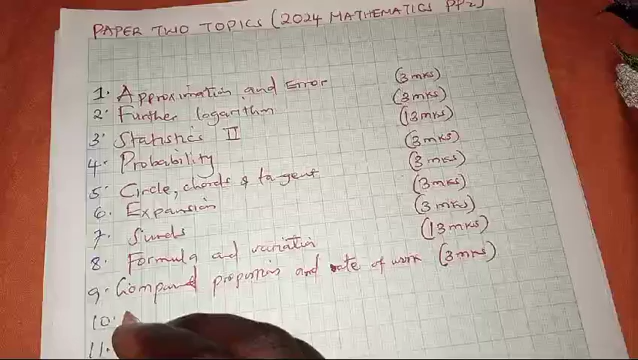 PAPER TWO TOPICS (2024 MATHEMATICS PP2)
1. Approximation and Error (3mks)
2. Further logarithm (3mks)
3. Statistics II (13mks)
4. Probability (3mks)
5. Circle, chords & tangent (3mks)
6. Expansion (3mks)
7. Surds (3mks)
8. Formula and variation (13mks)
9. Compound proportion and rate of work (3mks)
10.
11.